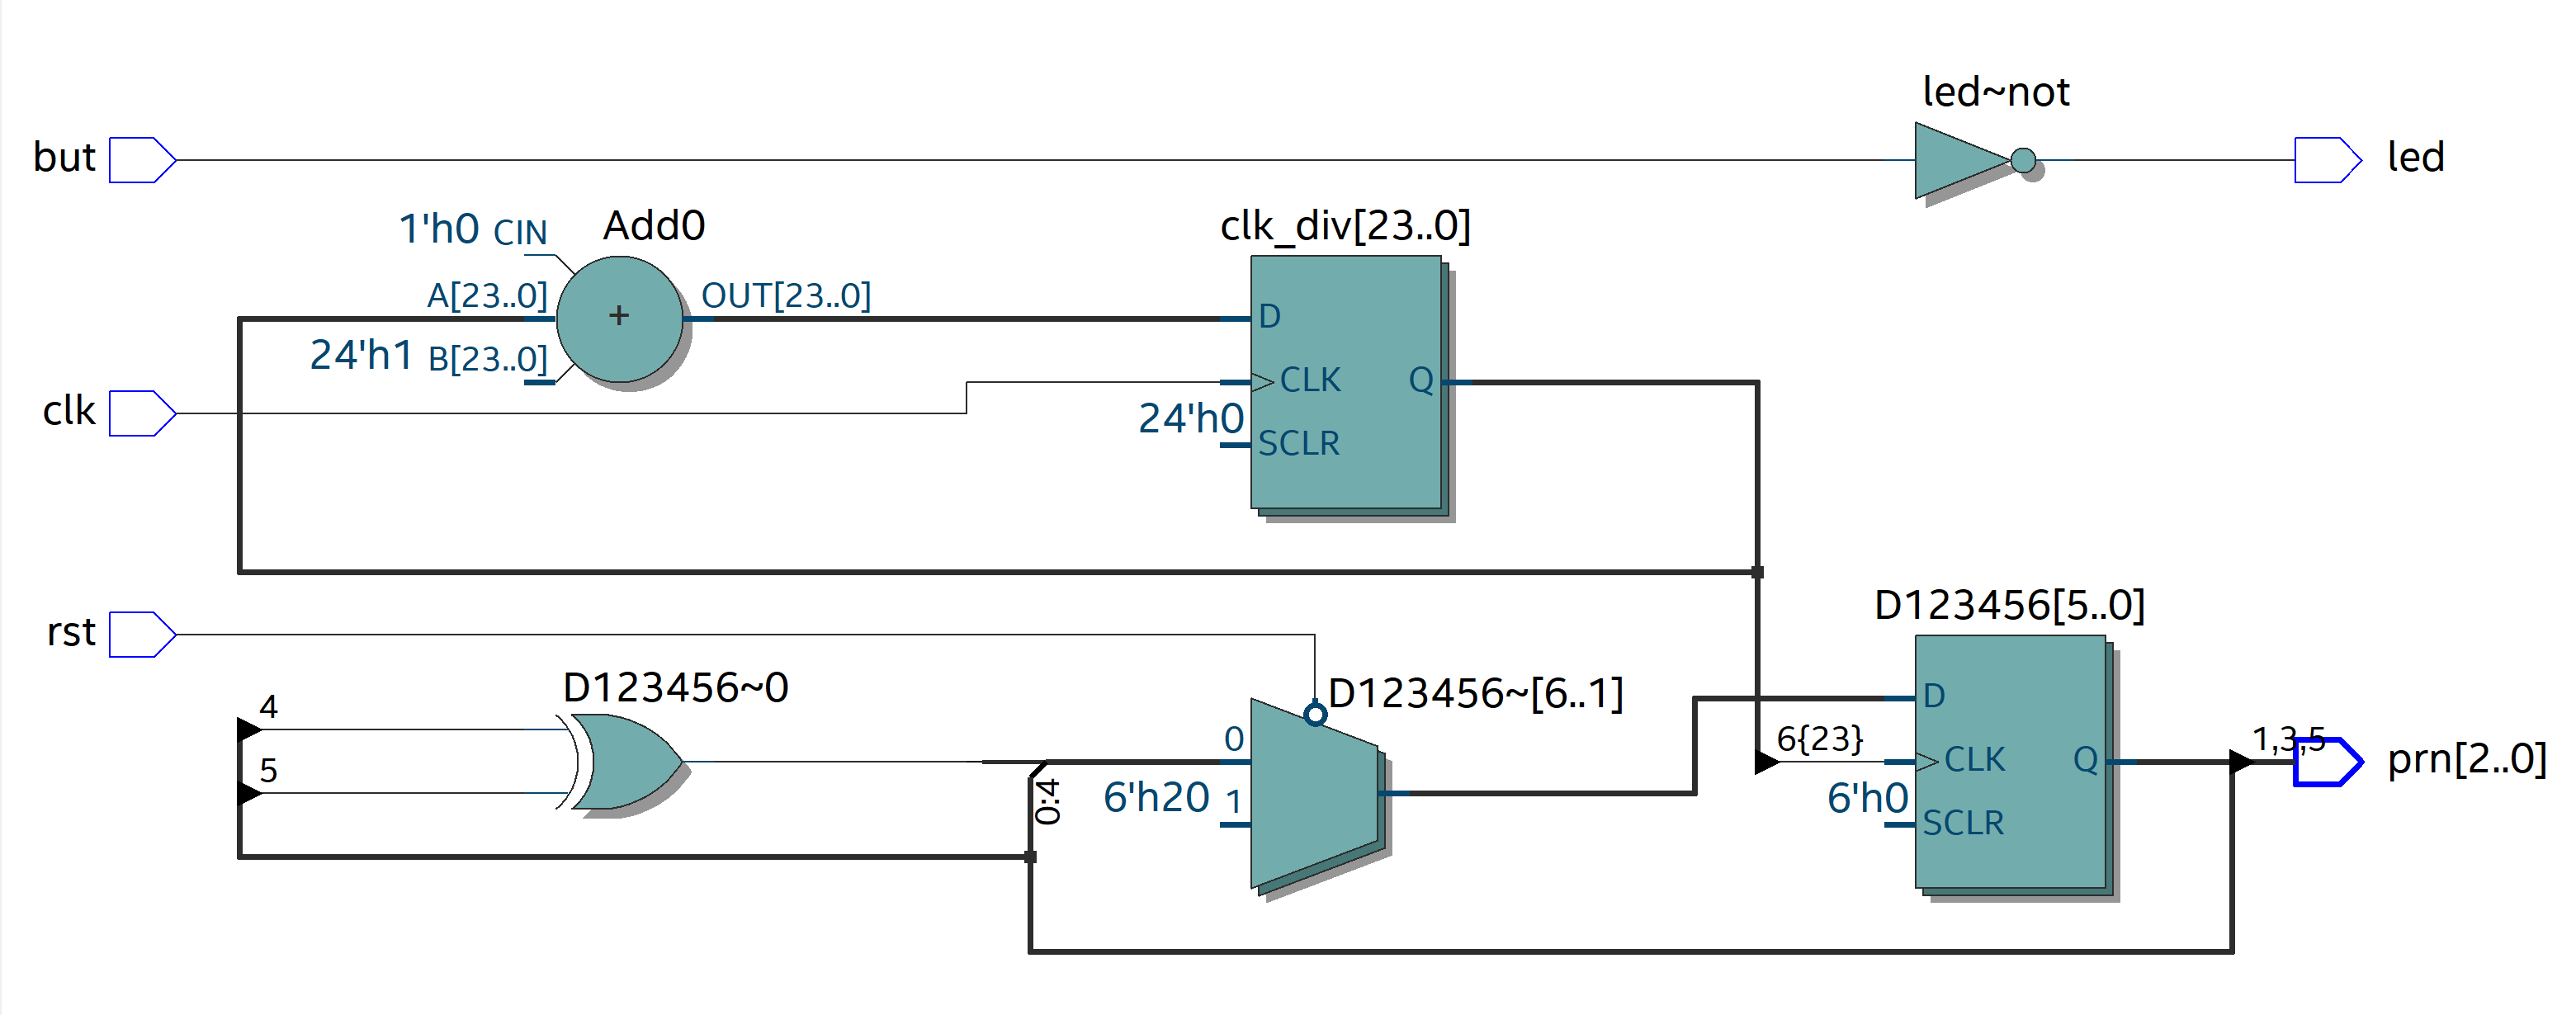 led~not
but
led
1'h0 CIN
Add0
clk_div[23..0]
A[23..0]
OUT[23..0]
+
D
24'h1 B[23..0]
CLK
Q
clk
24'h0
SCLR
D123456[5..0]
rst
D123456~0
D123456~[6..1]
4
D
0
6{23}
1,3,5
CLK
Q
prn[2..0]
5
0:4
6'h20 1
6'h0
SCLR